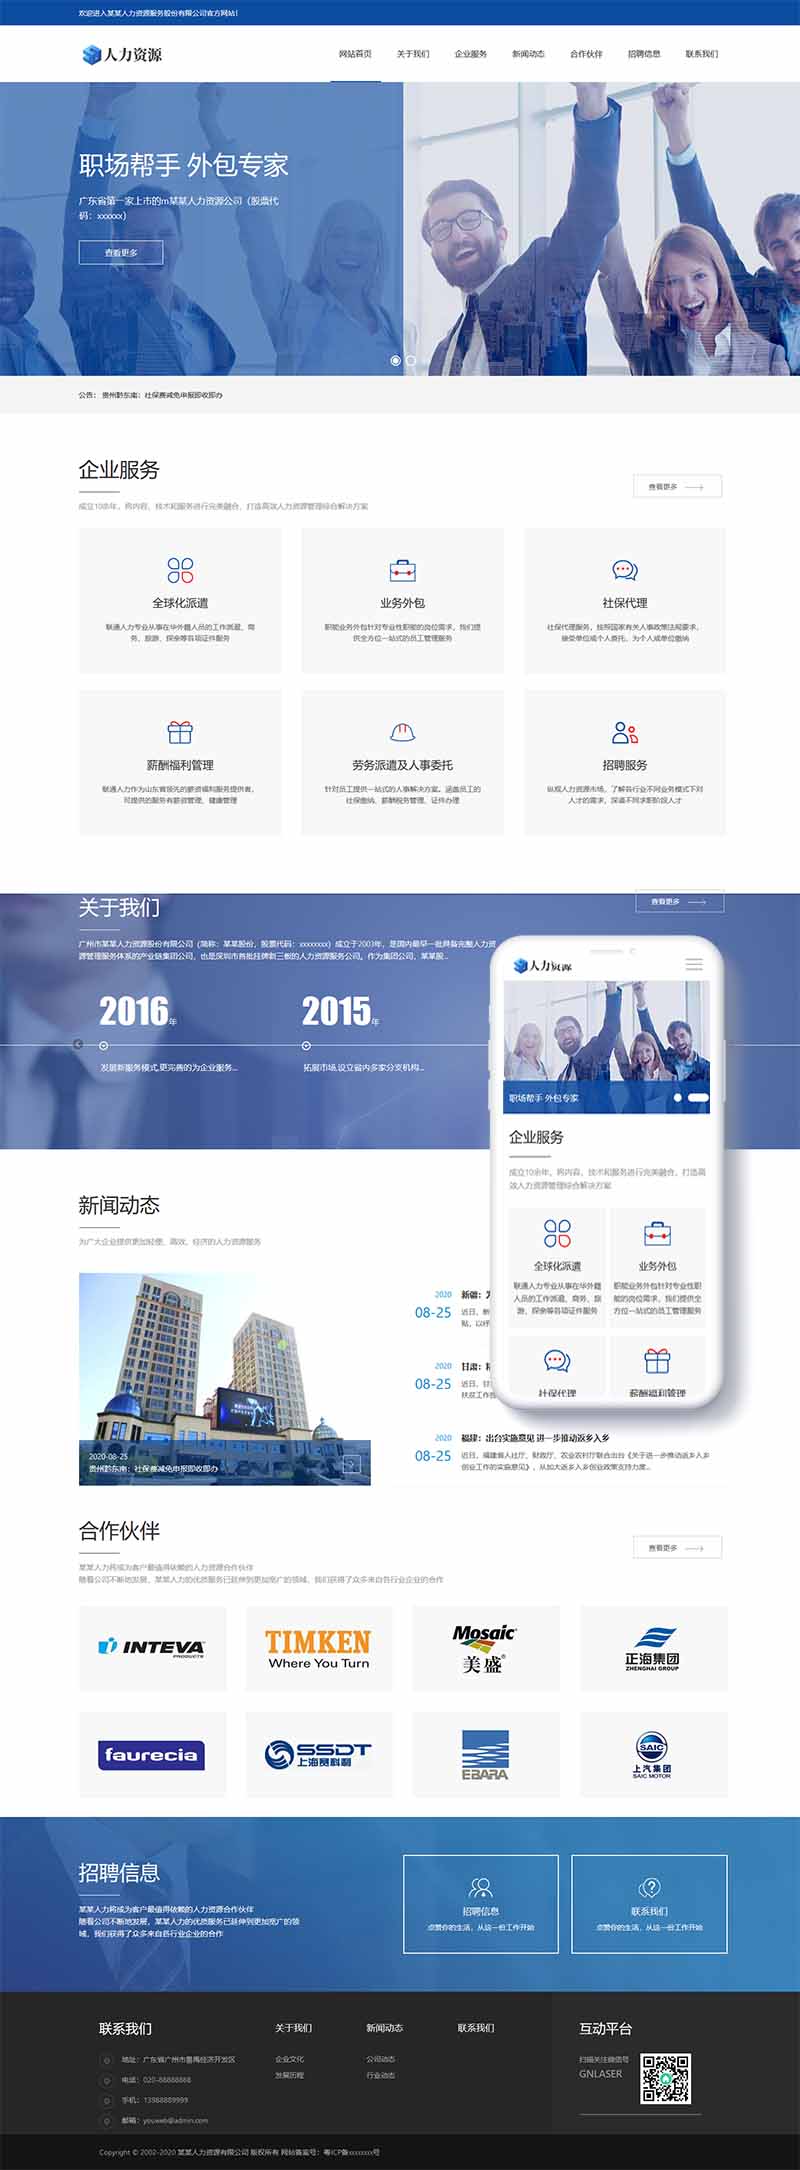 欢迎进入某某人力资源服务股份有限公司官方网站!
人力资源
网站首页 关于我们 企业服务 新闻动态 合作伙伴 招聘信息 联系我们
职场帮手 外包专家
广东省第一家上市的m某某人力资源公司（股票代
码：xxxxxx）
查看更多
公告： 贵州黔东南：社保费减免申报即收即办
企业服务
查看更多
成立10余年，将内容、技术和服务进行完美融合，打造高效人力资源管理综合解决方案
全球化派遣
联通人力专业从事在华外籍人员的工作派遣、商
务、旅游、探亲等各项证件服务
业务外包
职能业务外包针对专业性职能的岗位需求，我们提
供全方位一站式的员工管理服务
社保代理
社保代理服务，按照国家有关人事政策法规要求，
接受单位或个人委托，为个人或单位缴纳
薪酬福利管理
联通人力作为山东省领先的薪资福利服务提供者，
可提供的服务有薪资管理、健康管理
劳务派遣及人事委托
针对员工提供一站式的人事解决方案。涵盖员工的
社保缴纳、薪酬税务管理、证件办理
招聘服务
纵观人力资源市场，了解各行业不同业务模式下对
人才的需求，深谙不同求职阶段人才
关于我们
查看更多
广州市某某人力资源股份有限公司（简称：某某股份，股票代码：xxxxxxxx）成立于2003年，是国内最早一批具备完整人力资
源管理服务体系的产业链集团公司，也是深圳市首批挂牌新三板的人力资源服务公司。作为集团公司，某某股...
2016年
发展新服务模式,更完善的为企业服务...
2015年
拓展市场,设立省内多家分支机构...
人力资源
职场帮手 外包专家
企业服务
成立10余年，将内容、技术和服务进行完美融合，打造高
效人力资源管理综合解决方案
全球化派遣
联通人力专业从事在华外籍
人员的工作派遣、商务、旅
游、探亲等各项证件服务
业务外包
职能业务外包针对专业性职
能的岗位需求，我们提供全
方位一站式的员工管理服务
社保代理
薪酬福利管理
新闻动态
为广大企业提供更加轻便、高效、经济的人力资源服务
2020-08-25
贵州黔东南：社保费减免申报即收即办
2020
08-25
新疆：
近日，新
2020
08-25
甘肃：
近日，甘
扶贫工作
2020
08-25
福建：出台实施意见 进一步推动返乡入乡
近日，福建省人社厅、财政厅、农业农村厅联合出台《关于进一步推动返乡入乡
创业工作的实施意见》，从加大返乡入乡创业政策支持力度...
合作伙伴
查看更多
某某人力将成为客户最值得依赖的人力资源合作伙伴
随着公司不断地发展，某某人力的优质服务已延伸到更加宽广的领域，我们获得了众多来自各行业企业的合作
INTEVA
PRODUCTS
TIMKEN
Where You Turn
Mosaic
美盛
正海集团
ZHENGHAI GROUP
faurecia
SSDT
上海赛科利
EBARA
SAIC
上汽集团
SAIC MOTOR
招聘信息
某某人力将成为客户最值得依赖的人力资源合作伙伴
随着公司不断地发展，某某人力的优质服务已延伸到更加宽广的领
域，我们获得了众多来自各行业企业的合作
招聘信息
点赞你的生活，从这一份工作开始
联系我们
点赞你的生活，从这一份工作开始
联系我们
地址：广东省广州市番禺经济开发区
电话：020-88888888
手机：13988889999
邮箱：youweb@admin.com
关于我们
企业文化
发展历程
新闻动态
公司动态
行业动态
联系我们
互动平台
扫描关注微信号
GNLASER
Copyright © 2002-2020 某某人力资源有限公司 版权所有 网站备案号：粤ICP备xxxxxxxx号